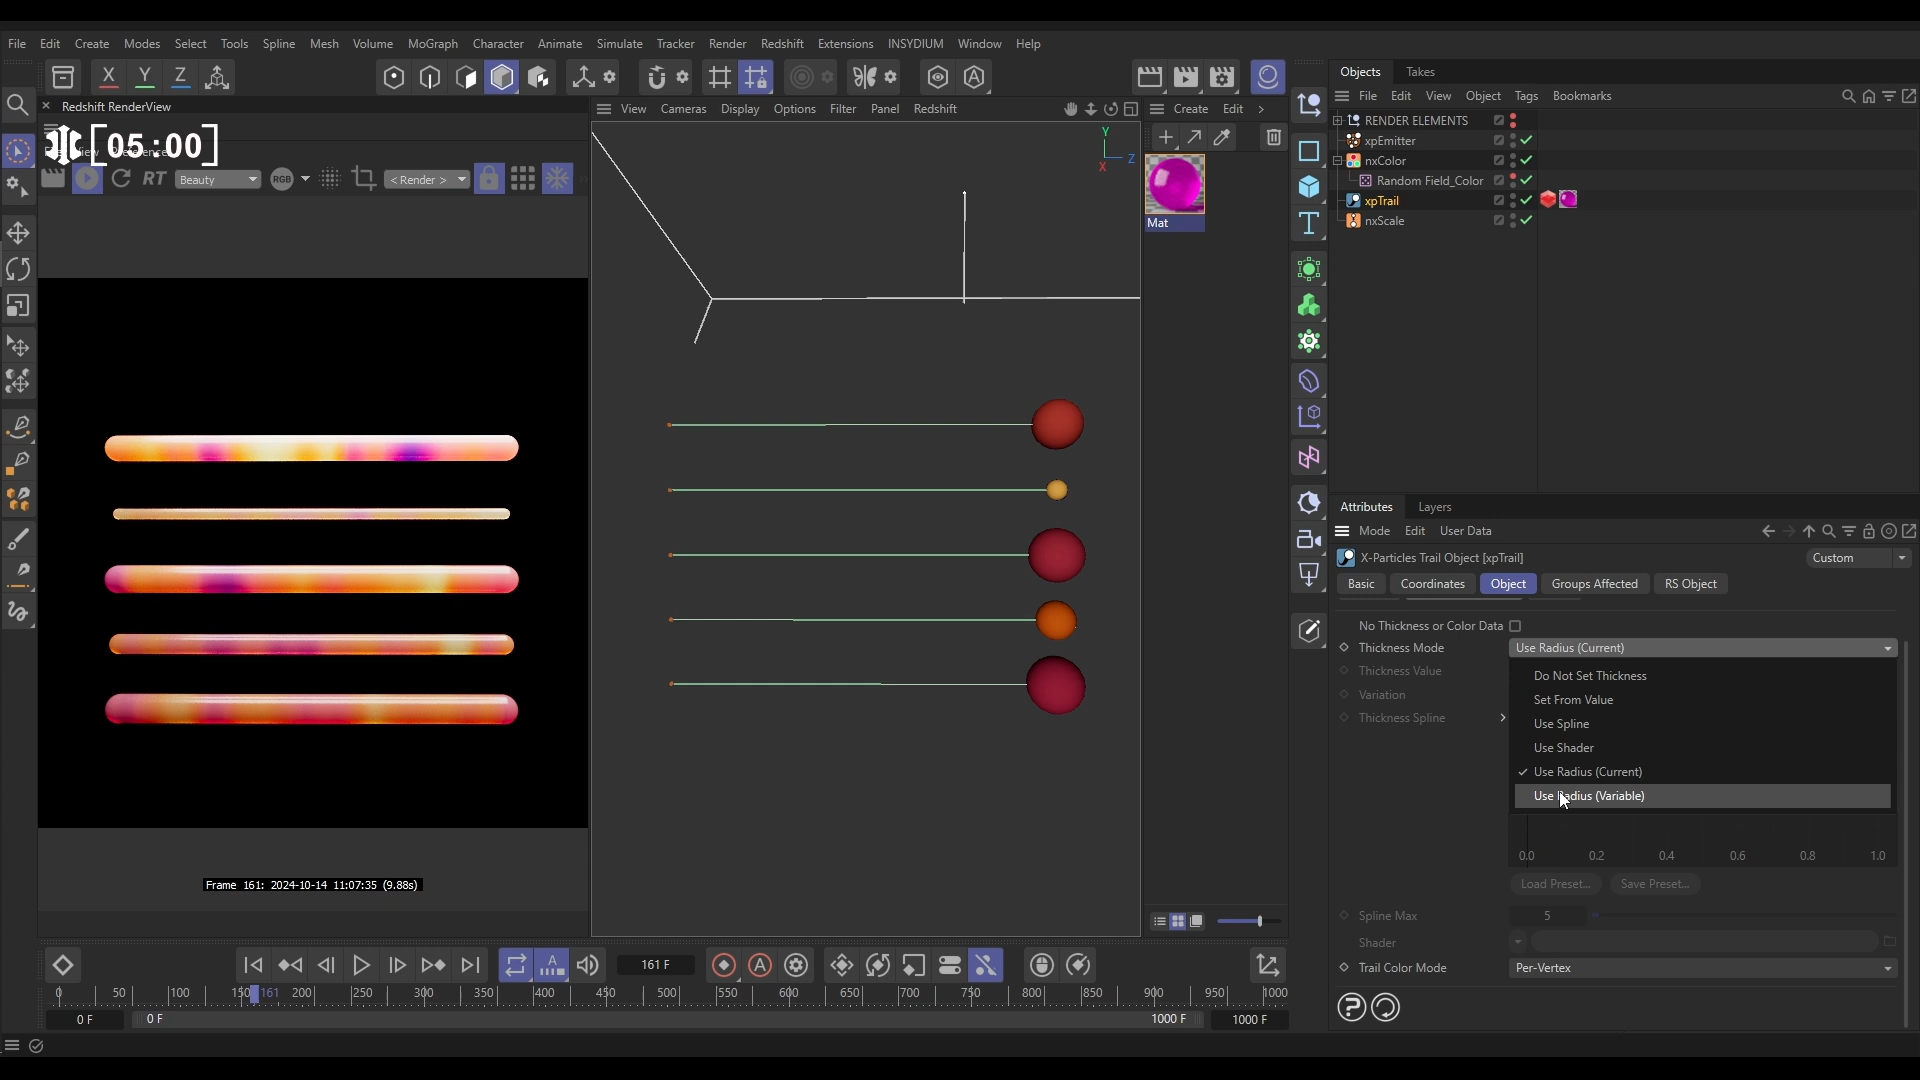 File Edit Create Modes Select Tools Spline Mesh Volume MoGraph Character Animate Simulate Tracker Render Redshift Extensions INSYDIUM Window Help
X Y Z
Redshift RenderView
[05:00]
RT Beauty RGB < Render >
View Cameras Display Options Filter Panel Redshift
Y
Z
X
Create Edit
Mat
Objects Takes
File Edit View Object Tags Bookmarks
RENDER ELEMENTS
xpEmitter
nxColor
Random Field_Color
xpTrail
nxScale
Attributes Layers
Mode Edit User Data
X-Particles Trail Object [xpTrail] Custom
Basic Coordinates Object Groups Affected RS Object
No Thickness or Color Data
Thickness Mode Use Radius (Current)
Thickness Value
Variation
Thickness Spline
Do Not Set Thickness
Set From Value
Use Spline
Use Shader
Use Radius (Current)
Use Radius (Variable)
0.0 0.2 0.4 0.6 0.8 1.0
Load Preset... Save Preset...
Spline Max 5
Shader
Trail Color Mode Per-Vertex
Frame 161: 2024-10-14 11:07:35 (9.88s)
161 F
0 50 100 150 161 200 250 300 350 400 450 500 550 600 650 700 750 800 850 900 950 1000
0 F 0 F 1000 F 1000 F